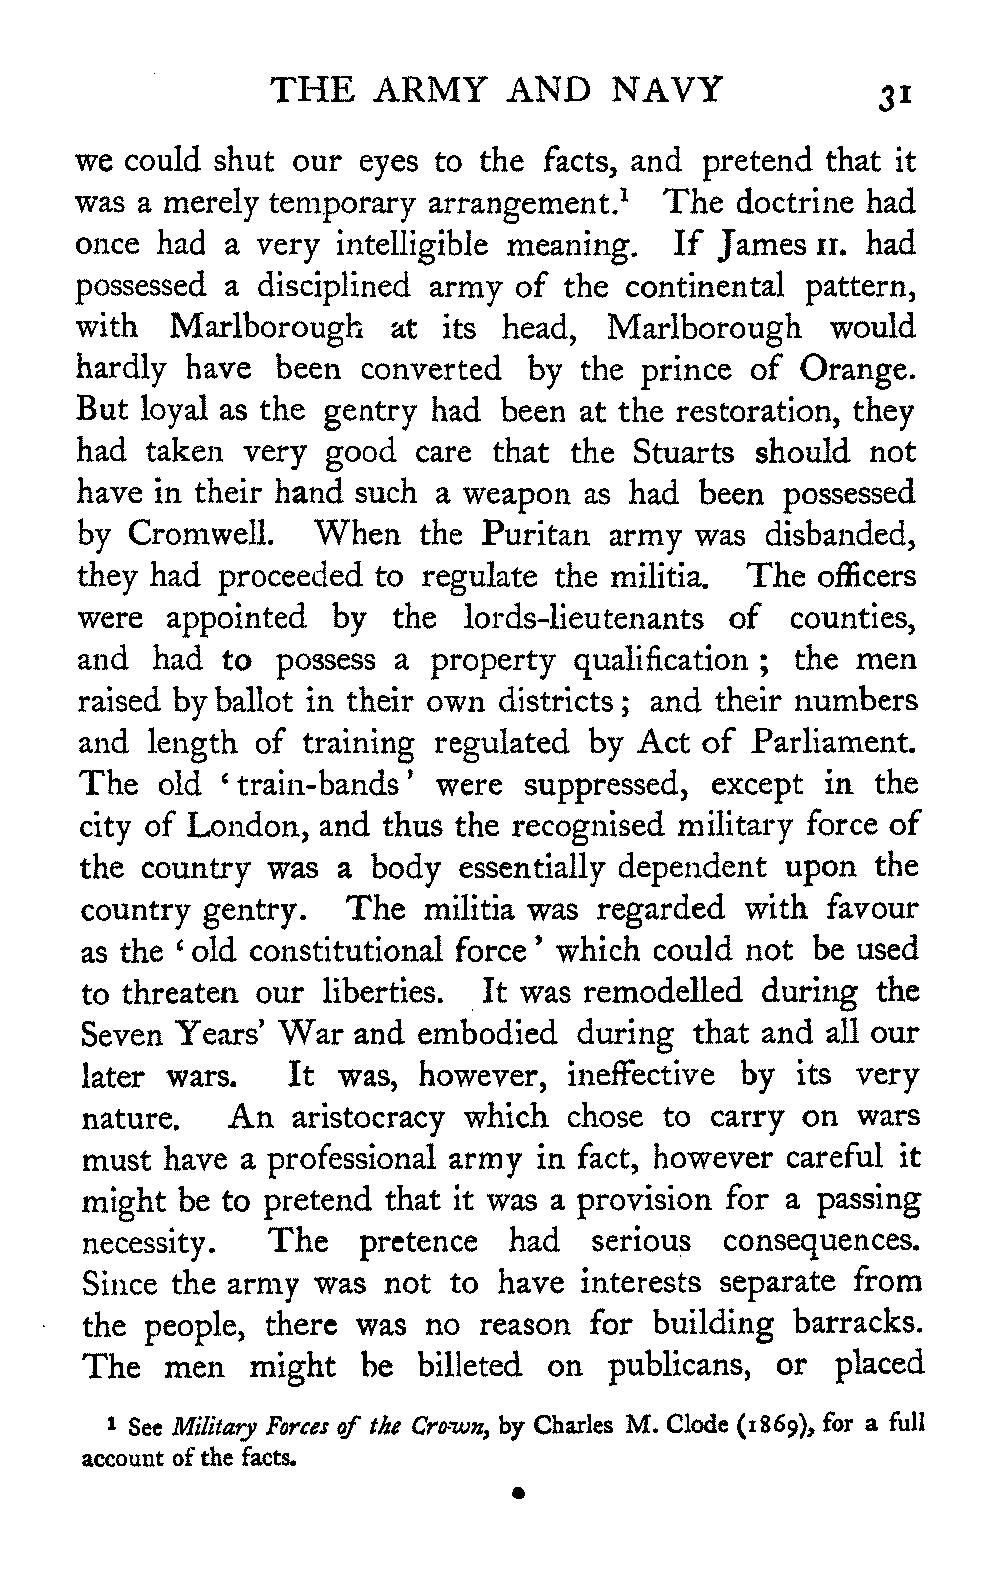 THE ARMY AND NAVY 31
we could shut our eyes to the facts, and pretend that it
was a merely temporary arrangement.¹ The doctrine had
once had a very intelligible meaning. If James II. had
possessed a disciplined army of the continental pattern,
with Marlborough at its head, Marlborough would
hardly have been converted by the prince of Orange.
But loyal as the gentry had been at the restoration, they
had taken very good care that the Stuarts should not
have in their hand such a weapon as had been possessed
by Cromwell. When the Puritan army was disbanded,
they had proceeded to regulate the militia. The officers
were appointed by the lords-lieutenants of counties,
and had to possess a property qualification ; the men
raised by ballot in their own districts ; and their numbers
and length of training regulated by Act of Parliament.
The old ‘train-bands’ were suppressed, except in the
city of London, and thus the recognised military force of
the country was a body essentially dependent upon the
country gentry. The militia was regarded with favour
as the ‘old constitutional force’ which could not be used
to threaten our liberties. It was remodelled during the
Seven Years’ War and embodied during that and all our
later wars. It was, however, ineffective by its very
nature. An aristocracy which chose to carry on wars
must have a professional army in fact, however careful it
might be to pretend that it was a provision for a passing
necessity. The pretence had serious consequences.
Since the army was not to have interests separate from
the people, there was no reason for building barracks.
The men might be billeted on publicans, or placed
¹ See Military Forces of the Crown, by Charles M. Clode (1869), for a full
account of the facts.